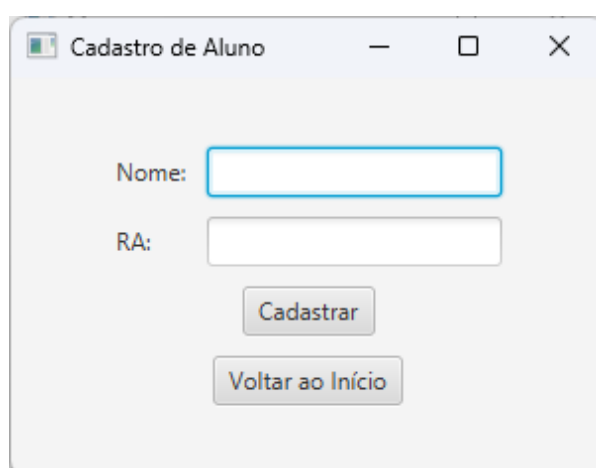 Cadastro de Aluno
Nome:
RA:
Cadastrar
Voltar ao Início